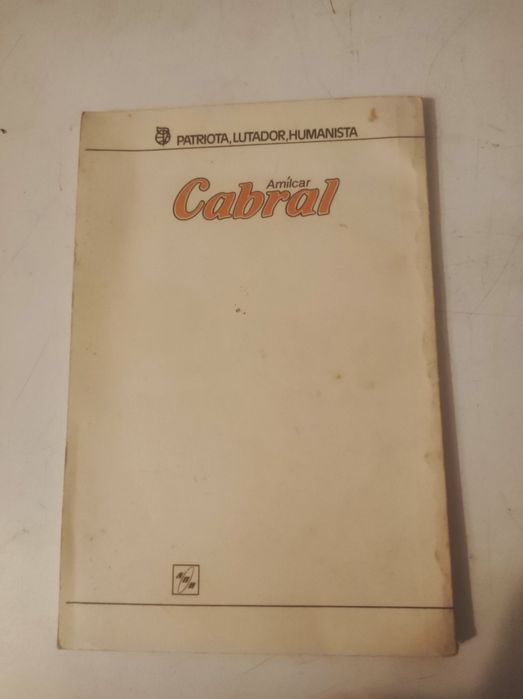 PATRIOTA, LUTADOR, HUMANISTA
Amílcar
Cabral